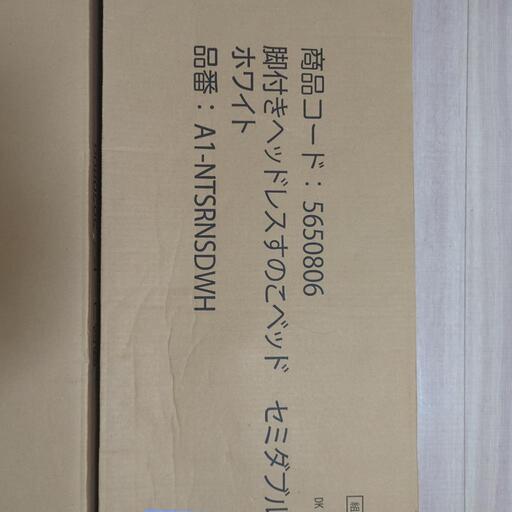 商品コード：5650806
脚付きヘッドレスすのこベッド　セミダブル
ホワイト
品番：A1-NTSRNSDWH
DK
組